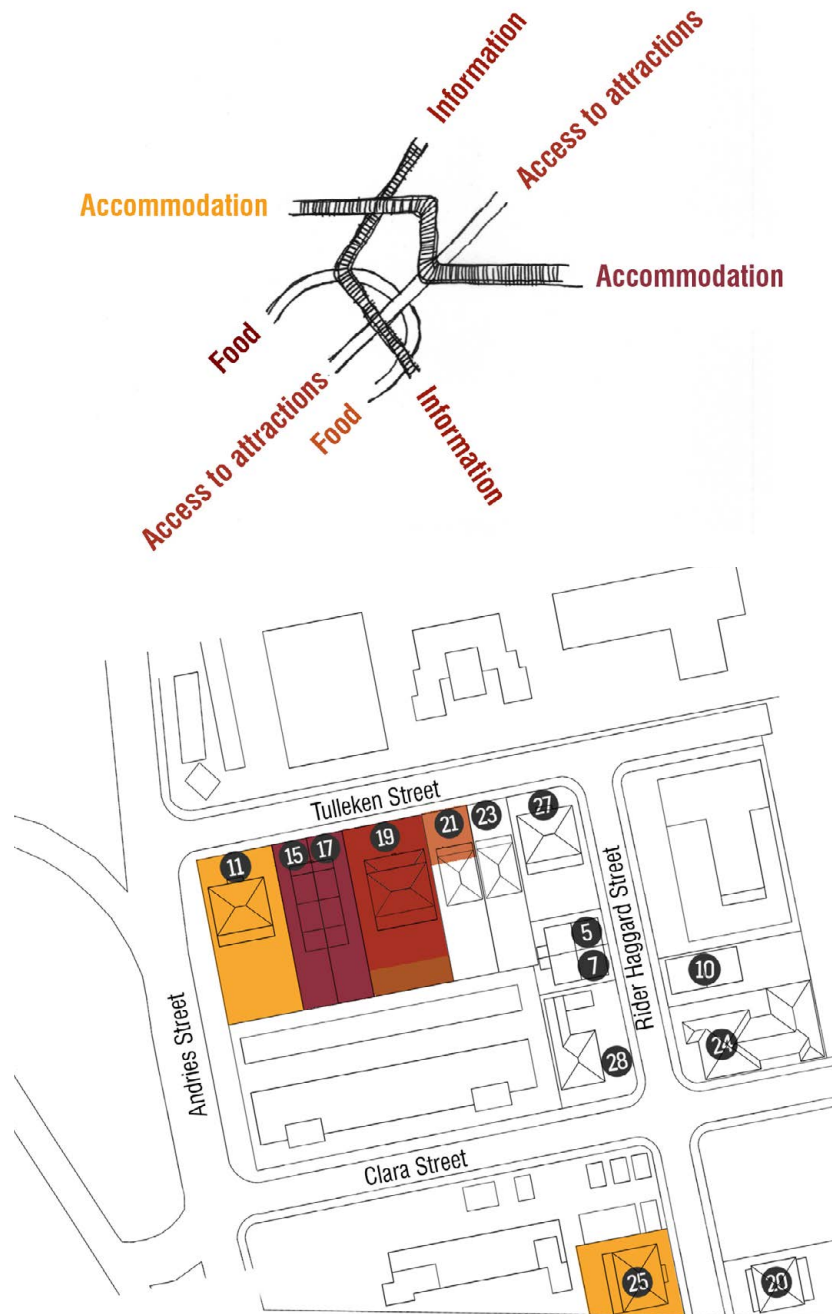 Information
Access to attractions
Accommodation
Accommodation
Food
Access to attractions
Food
Information
Tulleken Street
11
15
17
19
21
23
27
5
7
10
24
28
Andries Street
Rider Haggard Street
Clara Street
25
20